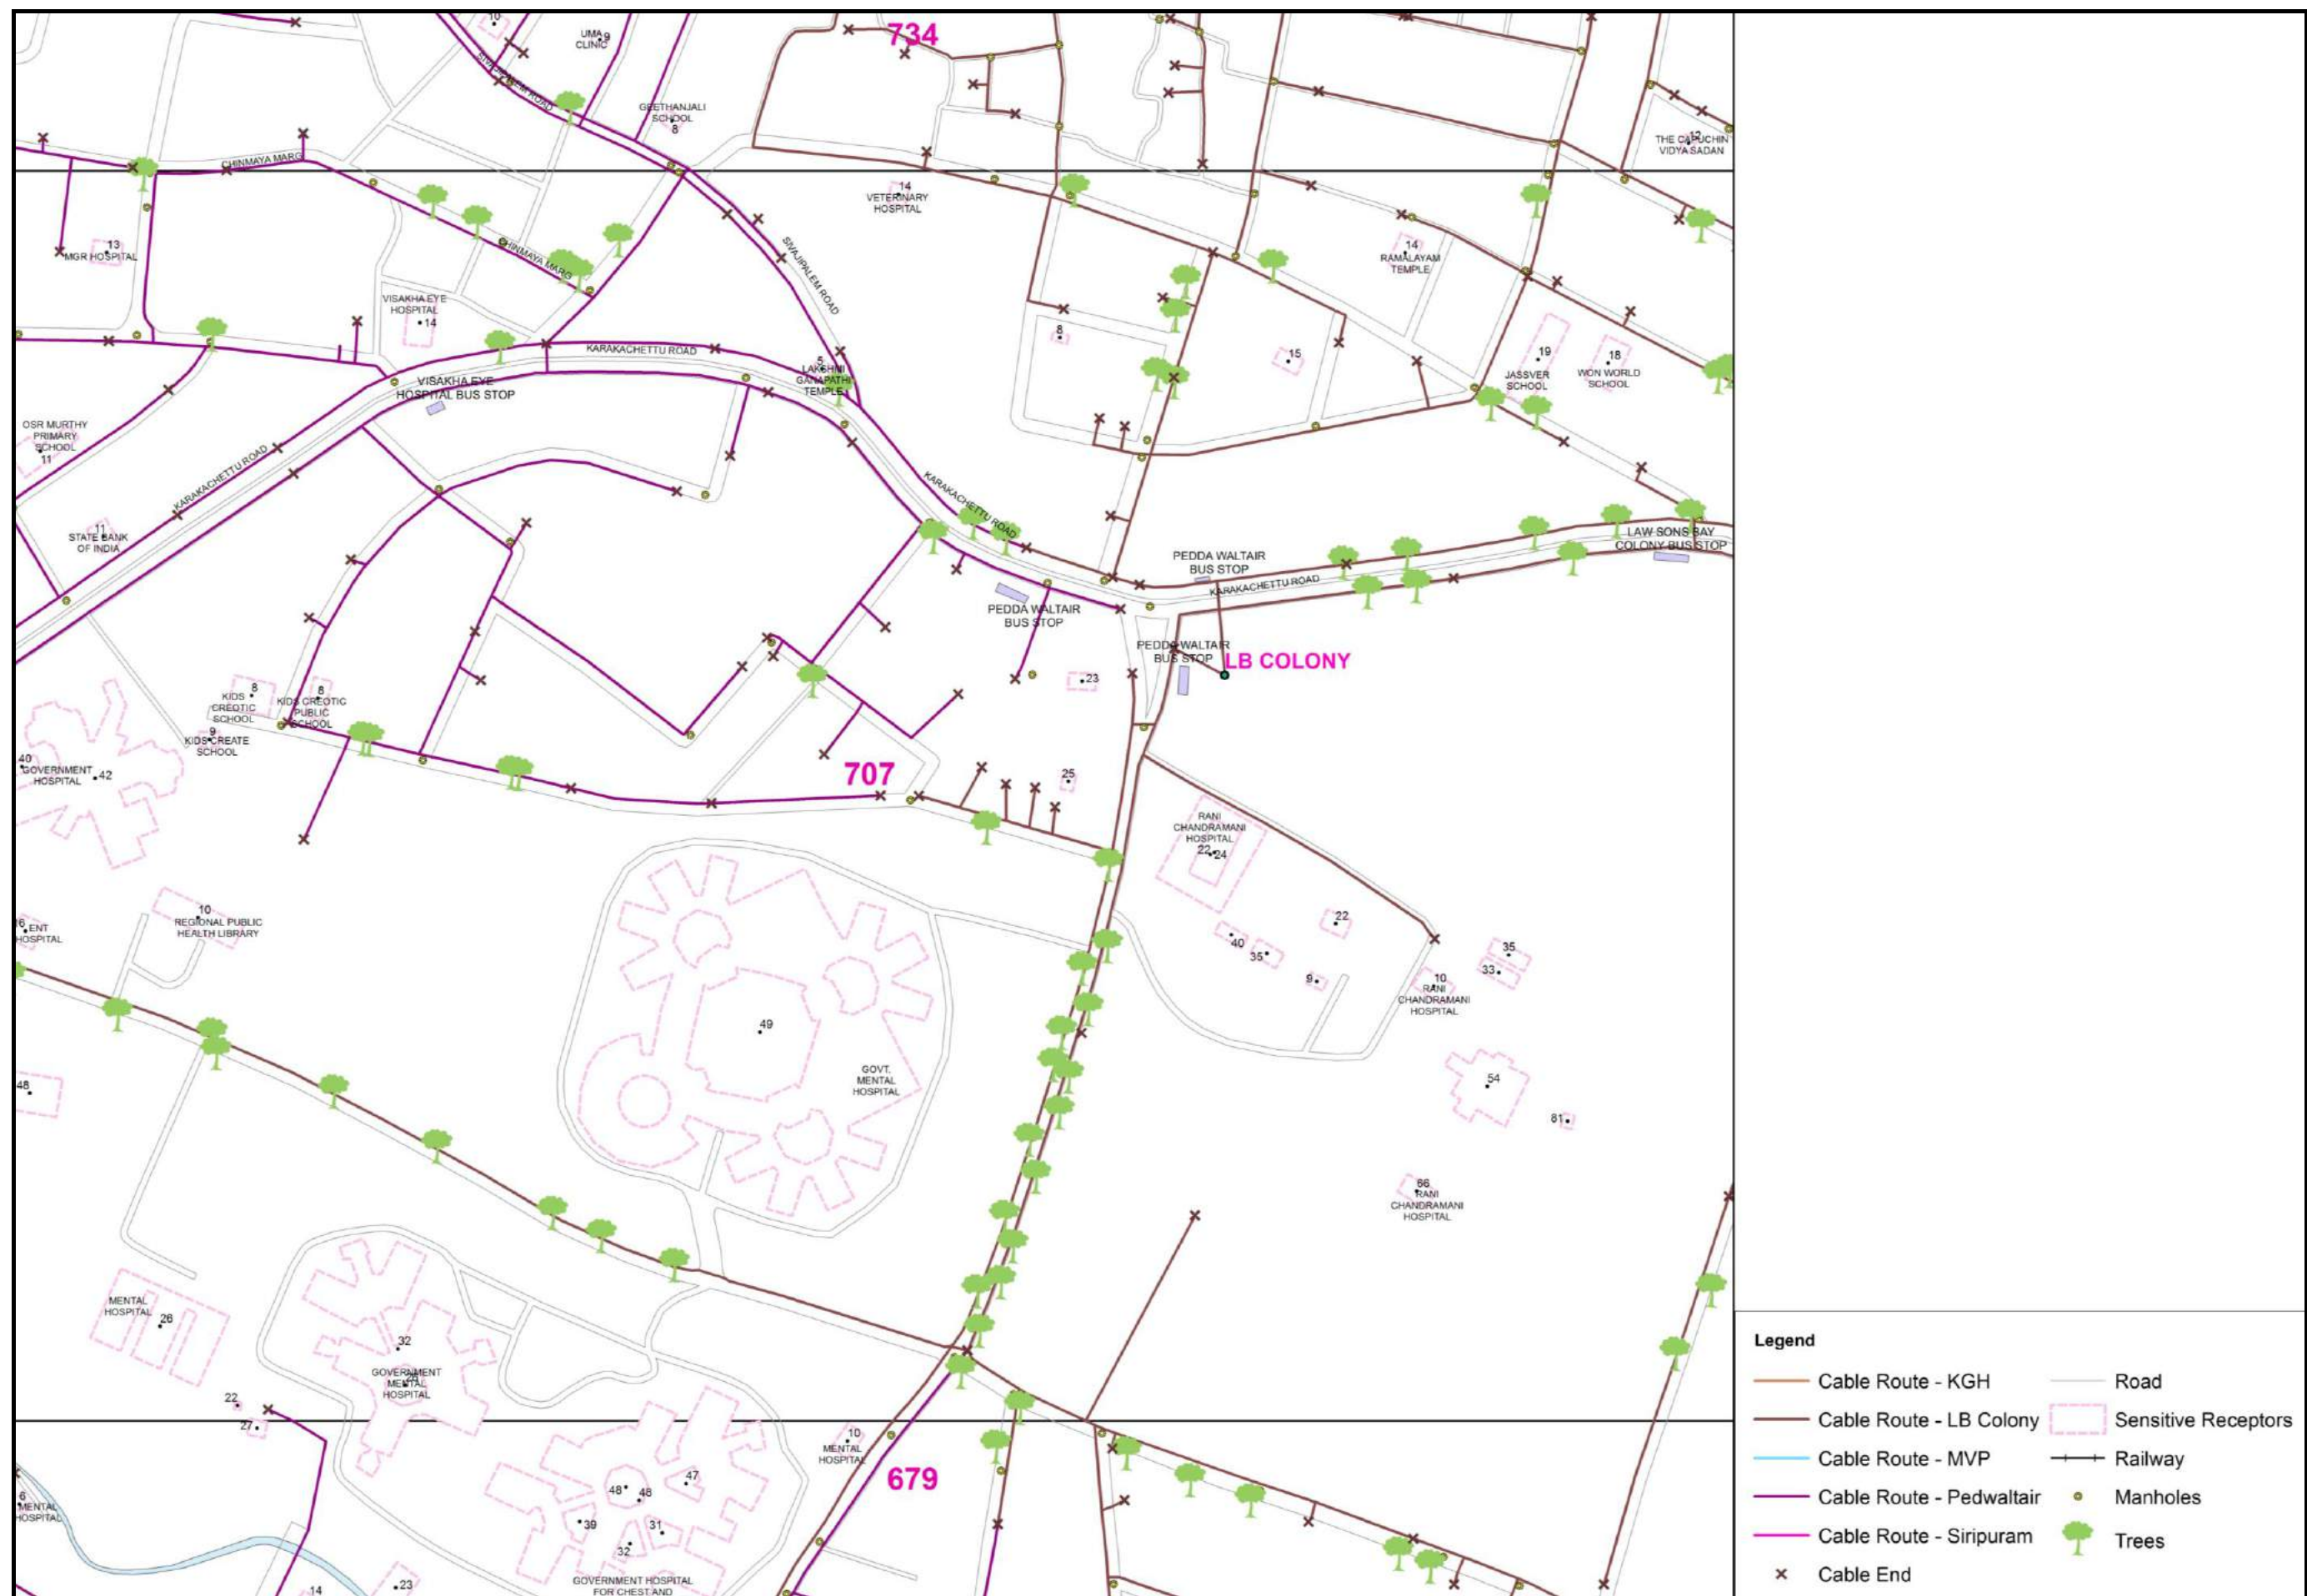 10
UMA
CLINIC
9
734
SIVAJIPALEM ROAD
GEETHANJALI
SCHOOL
8
12
THE CAPUCHIN
VIDYA SADAN
CHINMAYA MARG
14
VETERINARY
HOSPITAL
13
MGR HOSPITAL
CHINMAYA MARG
SIVAJIPALEM ROAD
14
RAMALAYAM
TEMPLE
VISAKHA EYE
HOSPITAL
14
8
15
19
JASSVER
SCHOOL
18
WON WORLD
SCHOOL
KARAKACHETTU ROAD
5
LAKSHMI
GANAPATHI
TEMPLE
VISAKHA EYE
HOSPITAL BUS STOP
OSR MURTHY
PRIMARY
SCHOOL
11
KARAKACHETTU ROAD
KARAKACHETTU ROAD
11
STATE BANK
OF INDIA
LAW SONS BAY
COLONY BUS STOP
PEDDA WALTAIR
BUS STOP
KARAKACHETTU ROAD
PEDDA WALTAIR
BUS STOP
PEDDA WALTAIR
BUS STOP
LB COLONY
23
8
KIDS
CREOTIC
SCHOOL
8
KIDS CREOTIC
PUBLIC
SCHOOL
9
KIDS CREATE
SCHOOL
40
GOVERNMENT
HOSPITAL
42
707
25
RANI
CHANDRAMANI
HOSPITAL
22
24
10
REGIONAL PUBLIC
HEALTH LIBRARY
ENT
HOSPITAL
22
40
35
9
35
33
10
RANI
CHANDRAMANI
HOSPITAL
49
GOVT.
MENTAL
HOSPITAL
48
54
81
66
RANI
CHANDRAMANI
HOSPITAL
MENTAL
HOSPITAL
26
32
GOVERNMENT
MENTAL
HOSPITAL
22
27
10
MENTAL
HOSPITAL
679
47
48
48
39
31
32
6
MENTAL
HOSPITAL
14
23
GOVERNMENT HOSPITAL
FOR CHEST AND
Legend
Cable Route - KGH
Cable Route - LB Colony
Cable Route - MVP
Cable Route - Pedwaltair
Cable Route - Siripuram
Cable End
Road
Sensitive Receptors
Railway
Manholes
Trees